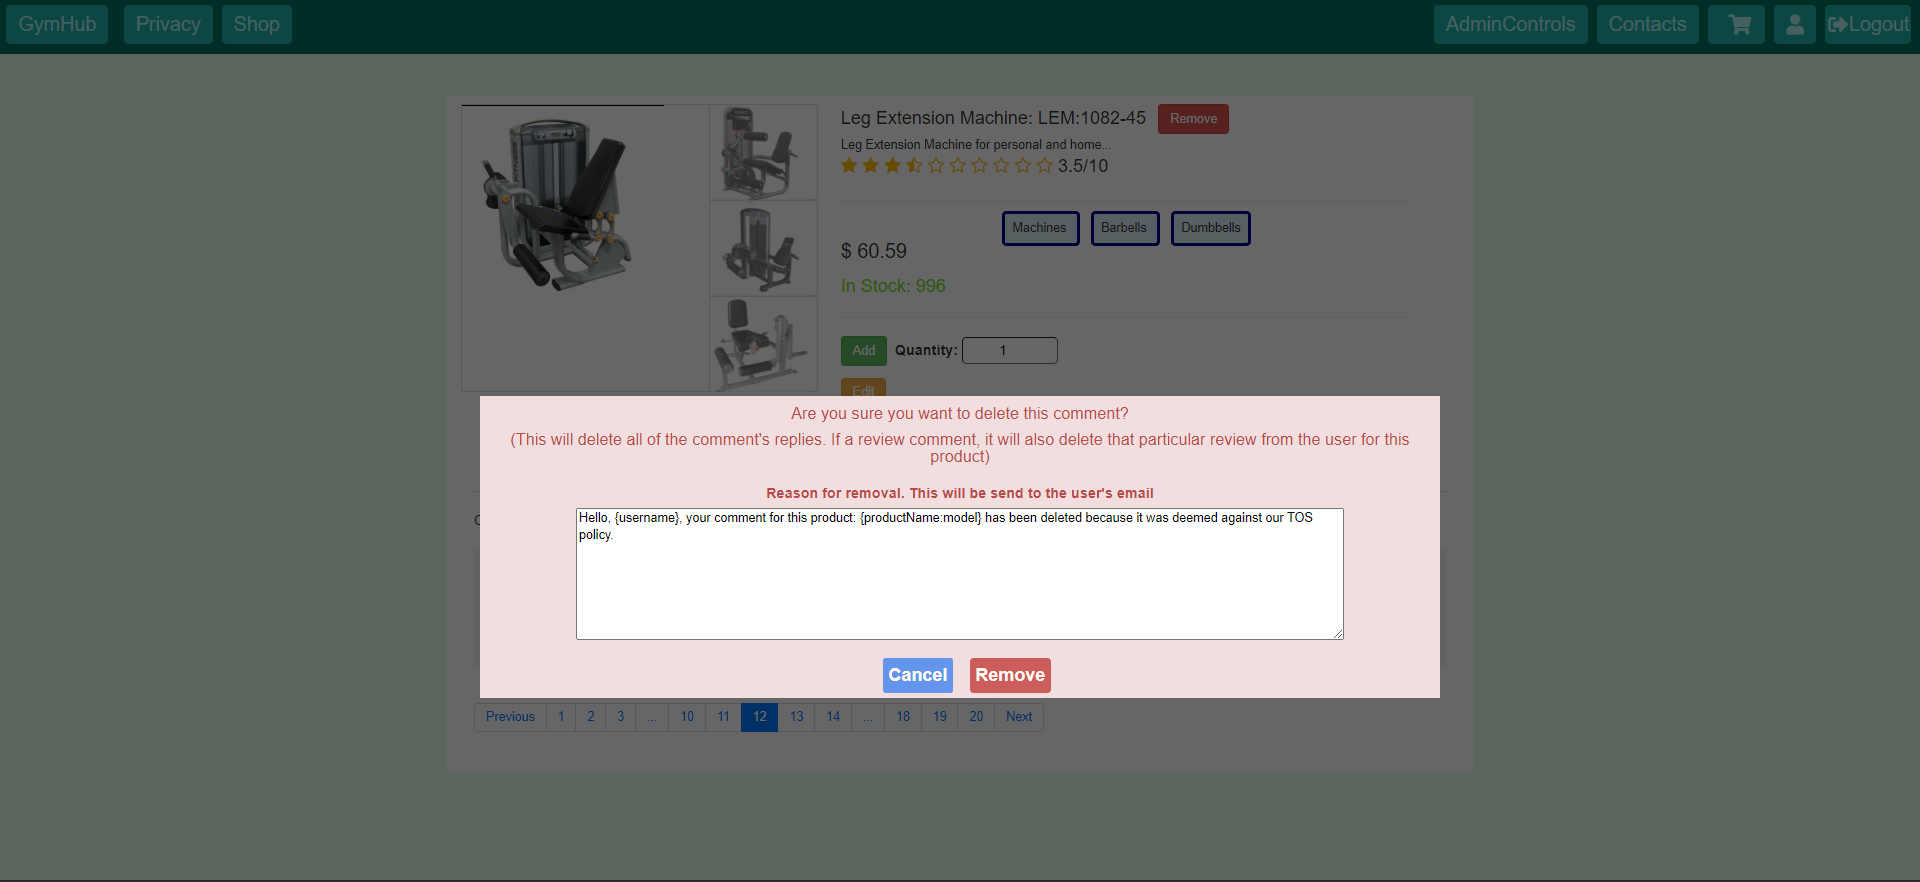 GymHub Privacy Shop AdminControls Contacts Logout
Leg Extension Machine: LEM:1082-45 Remove
Leg Extension Machine for personal and home...
3.5/10
Machines Barbells Dumbbells
$ 60.59
In Stock: 996
Add Quantity: 1
Edit
Are you sure you want to delete this comment?
(This will delete all of the comment's replies. If a review comment, it will also delete that particular review from the user for this
product)
Reason for removal. This will be send to the user's email
Hello, {username}, your comment for this product: {productName:model} has been deleted because it was deemed against our TOS
policy.
Cancel Remove
Previous 1 2 3 ... 10 11 12 13 14 ... 18 19 20 Next